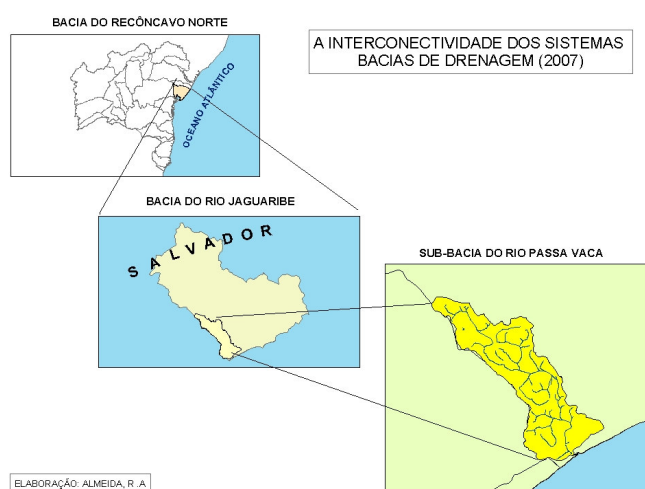 BACIA DO RECÔNCAVO NORTE
A INTERCONECTIVIDADE DOS SISTEMAS
BACIAS DE DRENAGEM (2007)
OCEANO ATLÂNTICO
BACIA DO RIO JAGUARIBE
SALVADOR
SUB-BACIA DO RIO PASSA VACA
ELABORAÇÃO: ALMEIDA, R .A